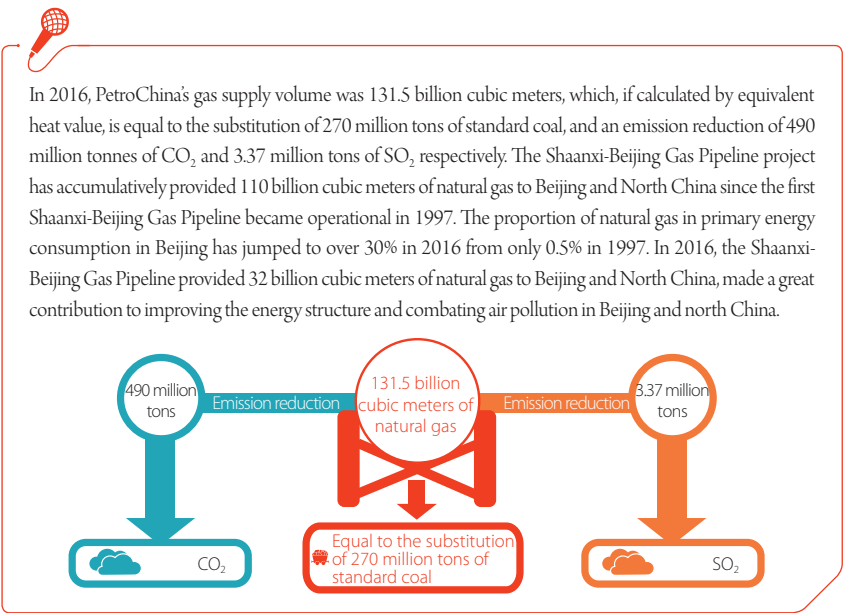 In 2016, PetroChina's gas supply volume was 131.5 billion cubic meters, which, if calculated by equivalent
heat value, is equal to the substitution of 270 million tons of standard coal, and an emission reduction of 490
million tonnes of CO₂ and 3.37 million tons of SO₂ respectively. The Shaanxi-Beijing Gas Pipeline project
has accumulatively provided 110 billion cubic meters of natural gas to Beijing and North China since the first
Shaanxi-Beijing Gas Pipeline became operational in 1997. The proportion of natural gas in primary energy
consumption in Beijing has jumped to over 30% in 2016 from only 0.5% in 1997. In 2016, the Shaanxi-
Beijing Gas Pipeline provided 32 billion cubic meters of natural gas to Beijing and North China, made a great
contribution to improving the energy structure and combating air pollution in Beijing and north China.
490 million
tons
Emission reduction
131.5 billion
cubic meters of
natural gas
Emission reduction
3.37 million
tons
CO₂
Equal to the substitution
of 270 million tons of
standard coal
SO₂